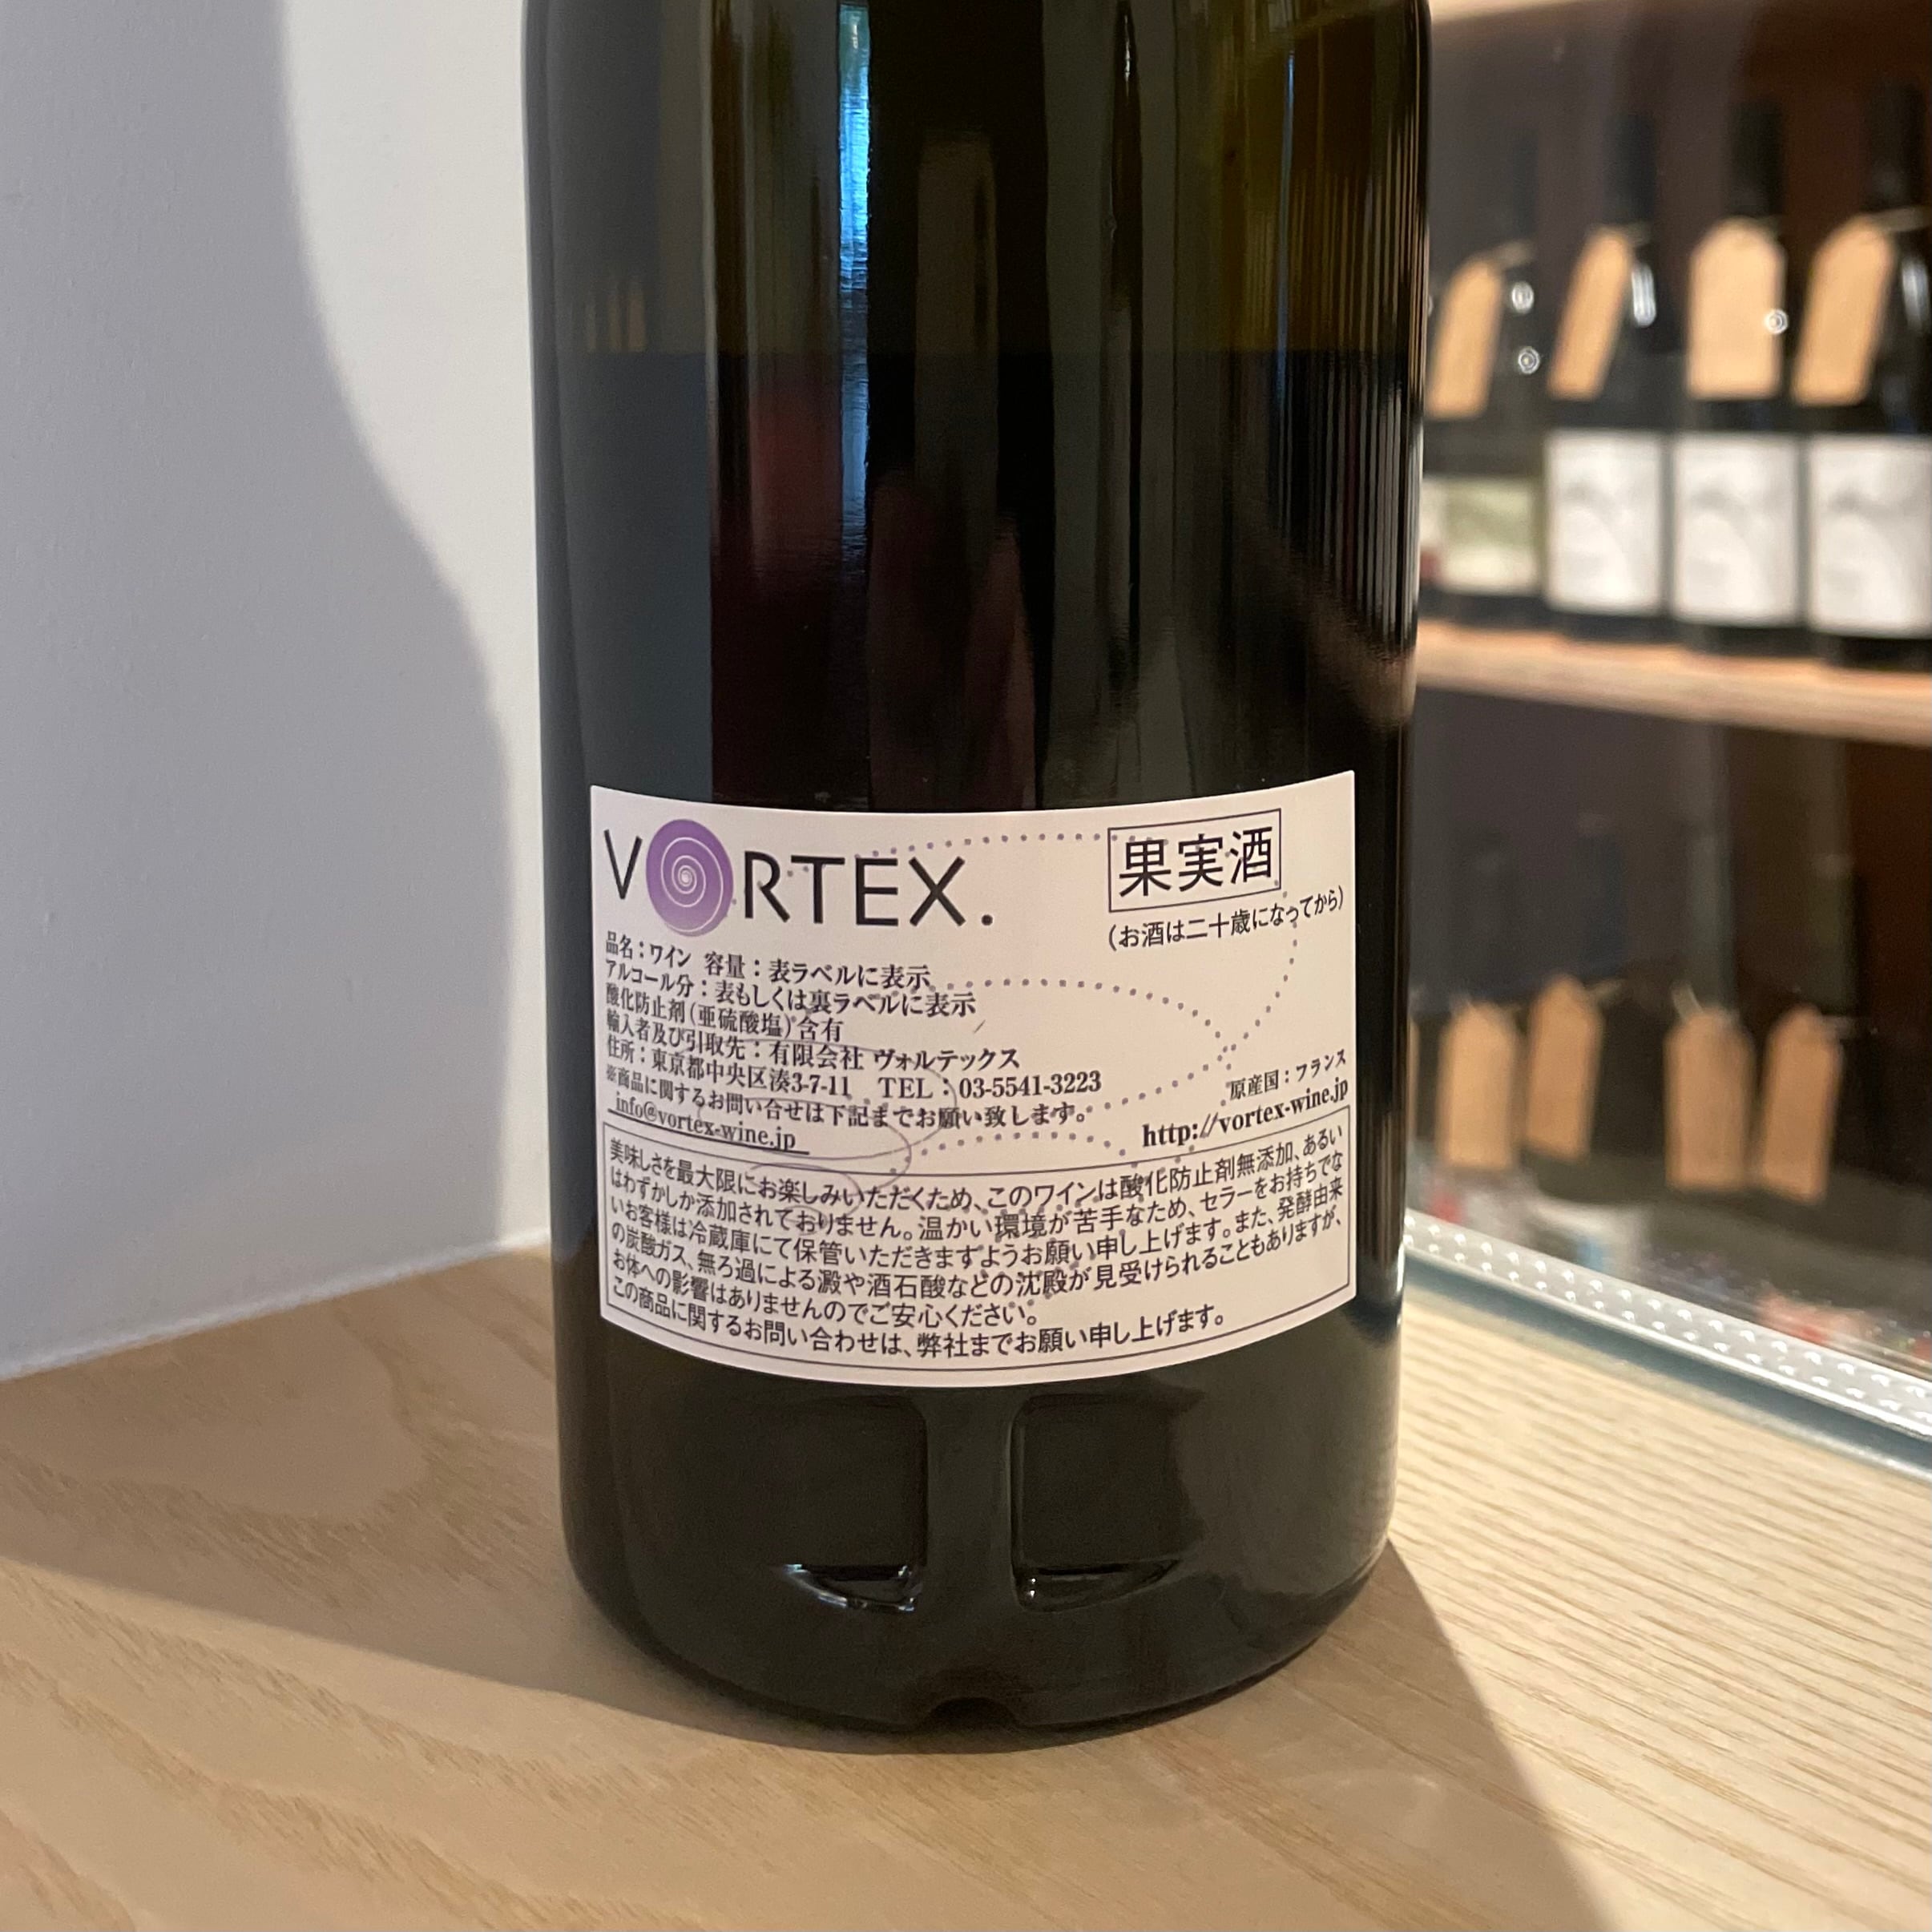 VORTEX.
果実酒
(お酒は二十歳になってから)
品名：ワイン 容量：表ラベルに表示
アルコール分：表もしくは裏ラベルに表示
酸化防止剤(亜硫酸塩)含有
輸入者及び引取先：有限会社 ヴォルテックス
住所：東京都中央区湊3-7-11 TEL：03-5541-3223
※商品に関するお問い合せは下記までお願い致します。
info@vortex-wine.jp
原産国：フランス
http://vortex-wine.jp
美味しさを最大限にお楽しみいただくため、このワインは酸化防止剤無添加、あるい
はわずかしか添加されておりません。温かい環境が苦手なため、セラーをお持ちでな
いお客様は冷蔵庫にて保管いただきますようお願い申し上げます。また、発酵由来
の炭酸ガス、無ろ過による澱や酒石酸などの沈殿が見受けられることもありますが、
お体への影響はありませんのでご安心ください。
この商品に関するお問い合わせは、弊社までお願い申し上げます。